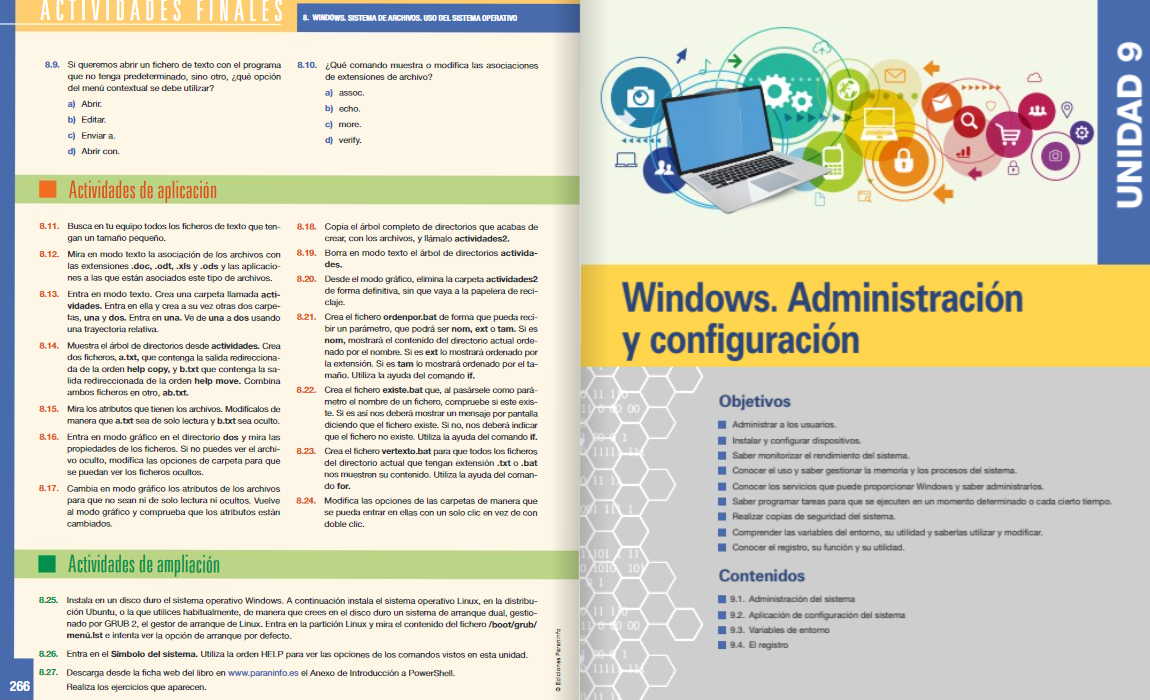 ACTIVIDADES FINALES
8. WINDOWS. SISTEMA DE ARCHIVOS. USO DEL SISTEMA OPERATIVO
8.9. Si queremos abrir un fichero de texto con el programa
que no tenga predeterminado, sino otro, ¿qué opción
del menú contextual se debe utilizar?
a) Abrir.
b) Editar.
c) Enviar a.
d) Abrir con.
8.10. ¿Qué comando muestra o modifica las asociaciones
de extensiones de archivo?
a) assoc.
b) echo.
c) more.
d) verify.
Actividades de aplicación
8.11. Busca en tu equipo todos los ficheros de texto que ten-
gan un tamaño pequeño.
8.12. Mira en modo texto la asociación de los archivos con
las extensiones .doc, .odt, .xls y .ods y las aplicacio-
nes a las que están asociados este tipo de archivos.
8.13. Entra en modo texto. Crea una carpeta llamada acti-
vidades. Entra en ella y crea a su vez otras dos carpe-
tas, una y dos. Entra en una. Ve de una a dos usando
una trayectoria relativa.
8.14. Muestra el árbol de directorios desde actividades. Crea
dos ficheros, a.txt, que contenga la salida redirecciona-
da de la orden help copy, y b.txt que contenga la sa-
lida redireccionada de la orden help move. Combina
ambos ficheros en otro, ab.txt.
8.15. Mira los atributos que tienen los archivos. Modifícalos de
manera que a.txt sea de solo lectura y b.txt sea oculto.
8.16. Entra en modo gráfico en el directorio dos y mira las
propiedades de los ficheros. Si no puedes ver el archi-
vo oculto, modifica las opciones de carpeta para que
se puedan ver los ficheros ocultos.
8.17. Cambia en modo gráfico los atributos de los archivos
para que no sean ni de solo lectura ni ocultos. Vuelve
al modo gráfico y comprueba que los atributos están
cambiados.
8.18. Copia el árbol completo de directorios que acabas de
crear, con los archivos, y llámalo actividades2.
8.19. Borra en modo texto el árbol de directorios activida-
des.
8.20. Desde el modo gráfico, elimina la carpeta actividades2
de forma definitiva, sin que vaya a la papelera de reci-
claje.
8.21. Crea el fichero ordenpor.bat de forma que pueda reci-
bir un parámetro, que podrá ser nom, ext o tam. Si es
nom, mostrará el contenido del directorio actual orde-
nado por el nombre. Si es ext lo mostrará ordenado por
la extensión. Si es tam lo mostrará ordenado por el ta-
maño. Utiliza la ayuda del comando if.
8.22. Crea el fichero existe.bat que, al pasársele como pará-
metro el nombre de un fichero, compruebe si este exis-
te. Si es así nos deberá mostrar un mensaje por pantalla
diciendo que el fichero existe. Si no, nos deberá indicar
que el fichero no existe. Utiliza la ayuda del comando if.
8.23. Crea el fichero vertexto.bat para que todos los ficheros
del directorio actual que tengan extensión .txt o .bat
nos muestren su contenido. Utiliza la ayuda del coman-
do for.
8.24. Modifica las opciones de las carpetas de manera que
se pueda entrar en ellas con un solo clic en vez de con
doble clic.
Actividades de ampliación
8.25. Instala en un disco duro el sistema operativo Windows. A continuación instala el sistema operativo Linux, en la distribu-
ción Ubuntu, o la que utilices habitualmente, de manera que crees en el disco duro un sistema de arranque dual, gestio-
nado por GRUB 2, el gestor de arranque de Linux. Entra en la partición Linux y mira el contenido del fichero /boot/grub/
menú.lst e intenta ver la opción de arranque por defecto.
8.26. Entra en el Símbolo del sistema. Utiliza la orden HELP para ver las opciones de los comandos vistos en esta unidad.
8.27. Descarga desde la ficha web del libro en www.paraninfo.es el Anexo de Introducción a PowerShell.
Realiza los ejercicios que aparecen.
266
© Ediciones Paraninfo
UNIDAD 9
Windows. Administración
y configuración
Objetivos
Administrar a los usuarios.
Instalar y configurar dispositivos.
Saber monitorizar el rendimiento del sistema.
Conocer el uso y saber gestionar la memoria y los procesos del sistema.
Conocer los servicios que puede proporcionar Windows y saber administrarlos.
Saber programar tareas para que se ejecuten en un momento determinado o cada cierto tiempo.
Realizar copias de seguridad del sistema.
Comprender las variables del entorno, su utilidad y saberlas utilizar y modificar.
Conocer el registro, su función y su utilidad.
Contenidos
9.1. Administración del sistema
9.2. Aplicación de configuración del sistema
9.3. Variables de entorno
9.4. El registro